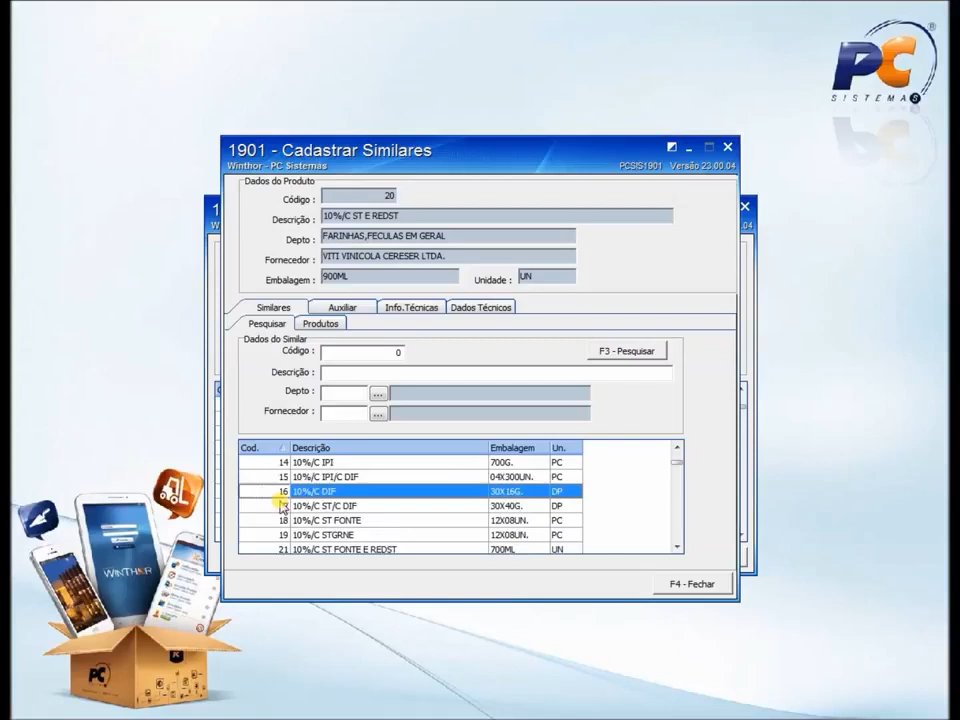 PC
SISTEMAS
1901 - Cadastrar Similares
Winthor - PC Sistemas
PCSIS1901 Versão 23.00.04
Dados do Produto
Código : 20
Descrição : 10%/C ST E REDST
Depto : FARINHAS,FECULAS EM GERAL
Fornecedor : VITI VINICOLA CERESER LTDA.
Embalagem : 900ML Unidade : UN
Similares Auxiliar Info.Técnicas Dados Técnicos
Pesquisar Produtos
Dados do Similar
Código : 0 F3 - Pesquisar
Descrição :
Depto : ...
Fornecedor : ...
Cod. Descrição Embalagem Un.
14 10%/C IPI 700G. PC
15 10%/C IPI/C DIF 04X300UN. PC
16 10%/C DIF 30X16G. DP
10%/C ST/C DIF 30X40G. DP
18 10%/C ST FONTE 12X08UN. PC
19 10%/C STGRNE 12X08UN. PC
21 10%/C ST FONTE E REDST 700ML UN
F4 - Fechar
WINTHOR
PC